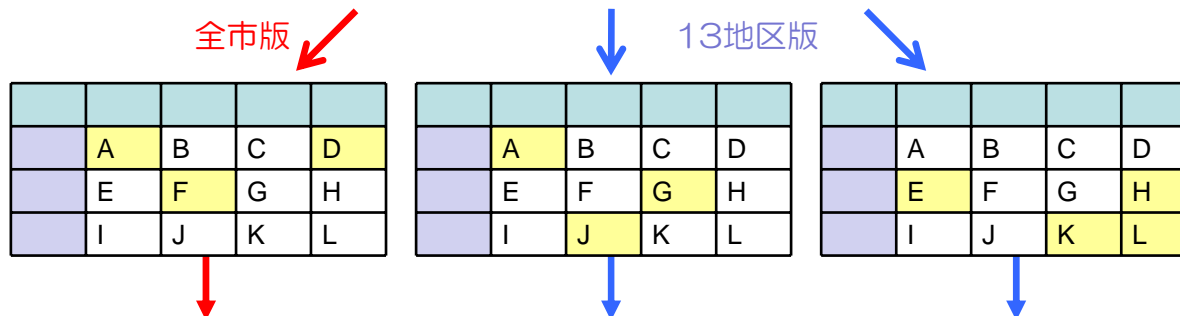 全市版 13地区版
A B C D A B C D A B C D
E F G H E F G H E F G H
I J K L I J K L I J K L